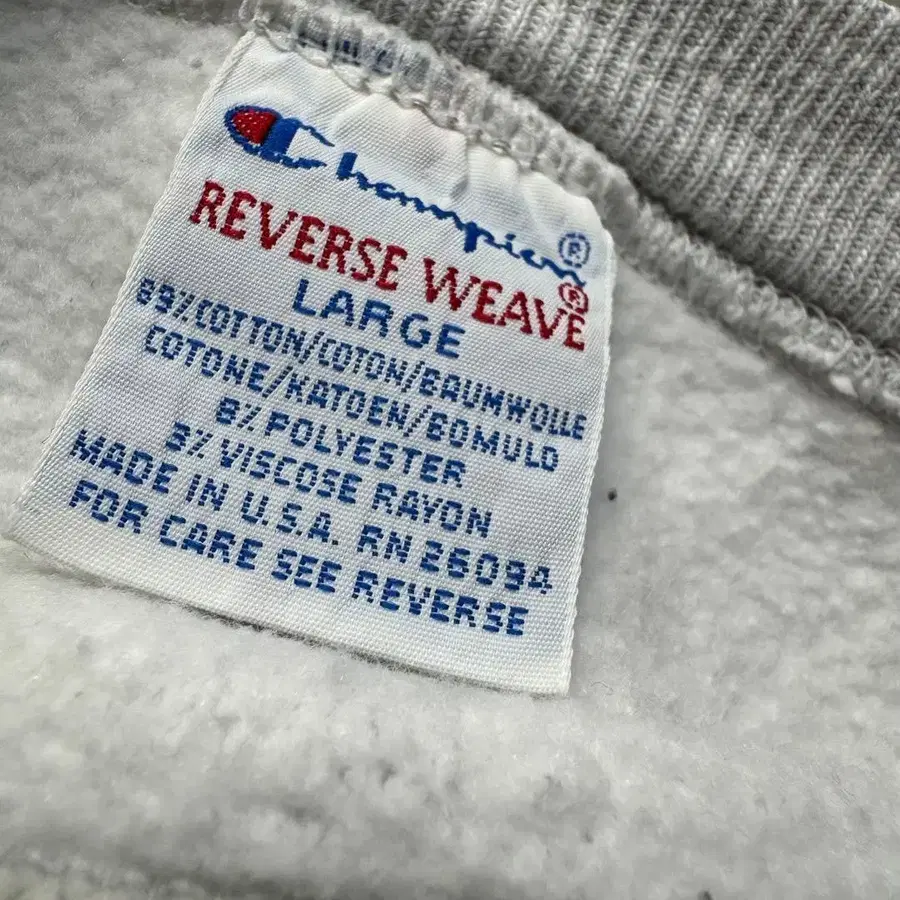 Champion®
REVERSE WEAVE®
LARGE
89%COTTON/COTON/BAUMWOLLE
COTONE/KATOEN/BOMULD
8% POLYESTER
3% VISCOSE RAYON
MADE IN U.S.A. RN 26094
FOR CARE SEE REVERSE